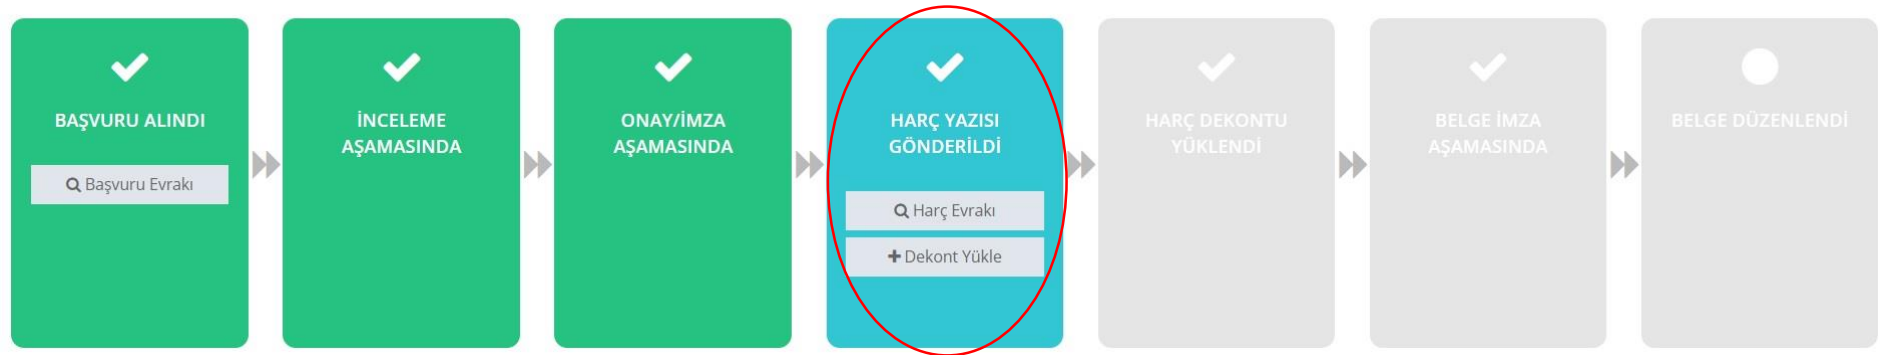 BAŞVURU ALINDI
Başvuru Evrakı
İNCELEME
AŞAMASINDA
ONAY/İMZA
AŞAMASINDA
HARÇ YAZISI
GÖNDERİLDİ
Harç Evrakı
Dekont Yükle
HARÇ DEKONTU
YÜKLENDİ
BELGE İMZA
AŞAMASINDA
BELGE DÜZENLENDİ